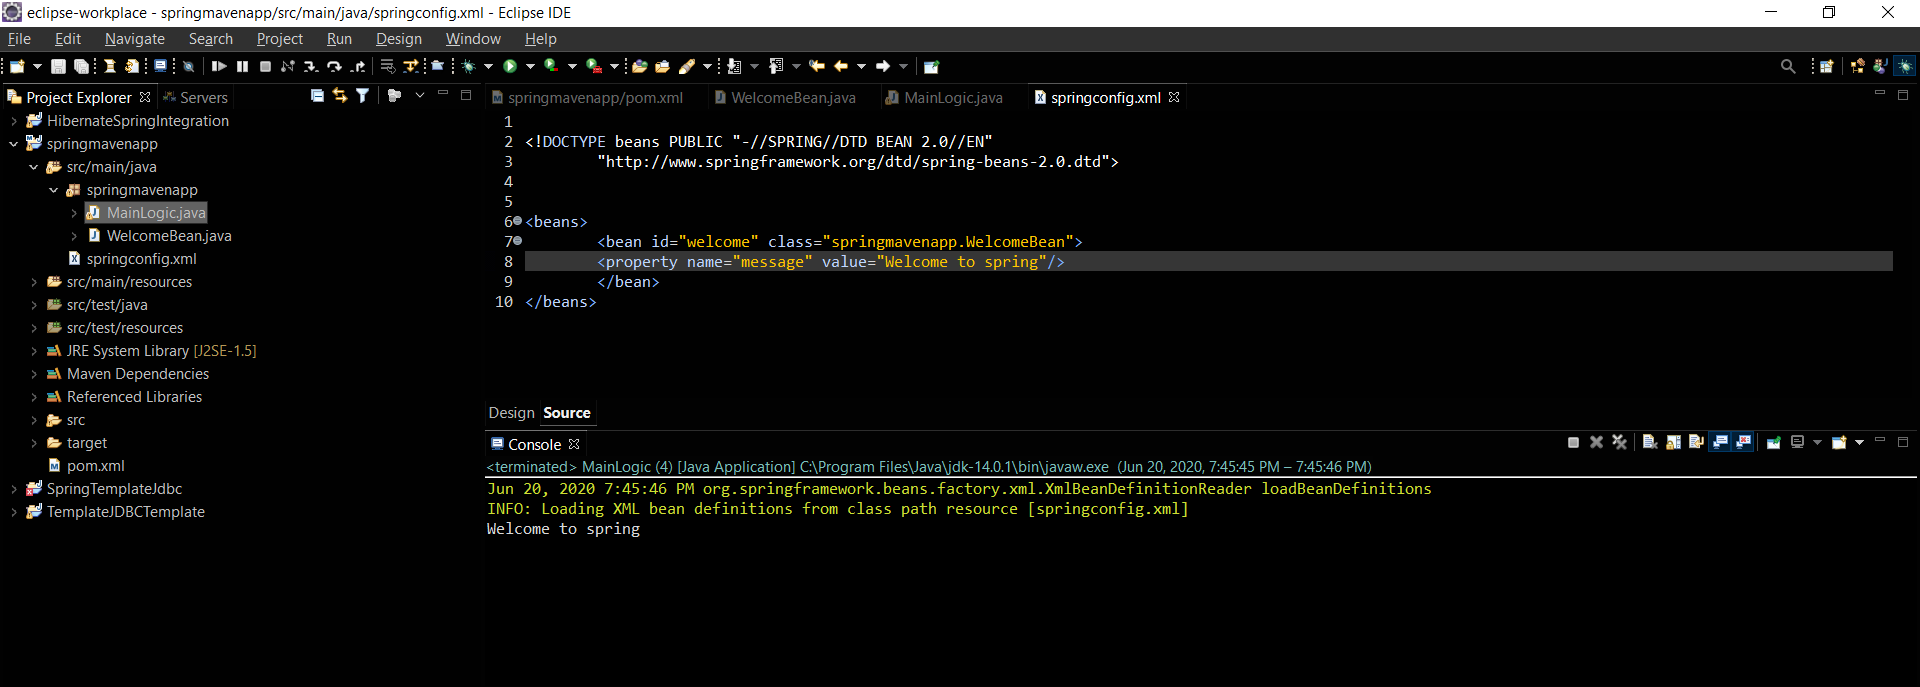 eclipse-workplace - springmavenapp/src/main/java/springconfig.xml - Eclipse IDE
File Edit Navigate Search Project Run Design Window Help
Project Explorer Servers
HibernateSpringIntegration
springmavenapp
src/main/java
springmavenapp
MainLogic.java
WelcomeBean.java
springconfig.xml
src/main/resources
src/test/java
src/test/resources
JRE System Library [J2SE-1.5]
Maven Dependencies
Referenced Libraries
src
target
pom.xml
SpringTemplateJdbc
TemplateJDBCTemplate
springmavenapp/pom.xml WelcomeBean.java MainLogic.java springconfig.xml
1
2 <!DOCTYPE beans PUBLIC "-//SPRING//DTD BEAN 2.0//EN"
3 "http://www.springframework.org/dtd/spring-beans-2.0.dtd">
4
5
6 <beans>
7 <bean id="welcome" class="springmavenapp.WelcomeBean">
8 <property name="message" value="Welcome to spring"/>
9 </bean>
10 </beans>
Design Source
Console
<terminated> MainLogic (4) [Java Application] C:\Program Files\Java\jdk-14.0.1\bin\javaw.exe (Jun 20, 2020, 7:45:45 PM – 7:45:46 PM)
Jun 20, 2020 7:45:46 PM org.springframework.beans.factory.xml.XmlBeanDefinitionReader loadBeanDefinitions
INFO: Loading XML bean definitions from class path resource [springconfig.xml]
Welcome to spring